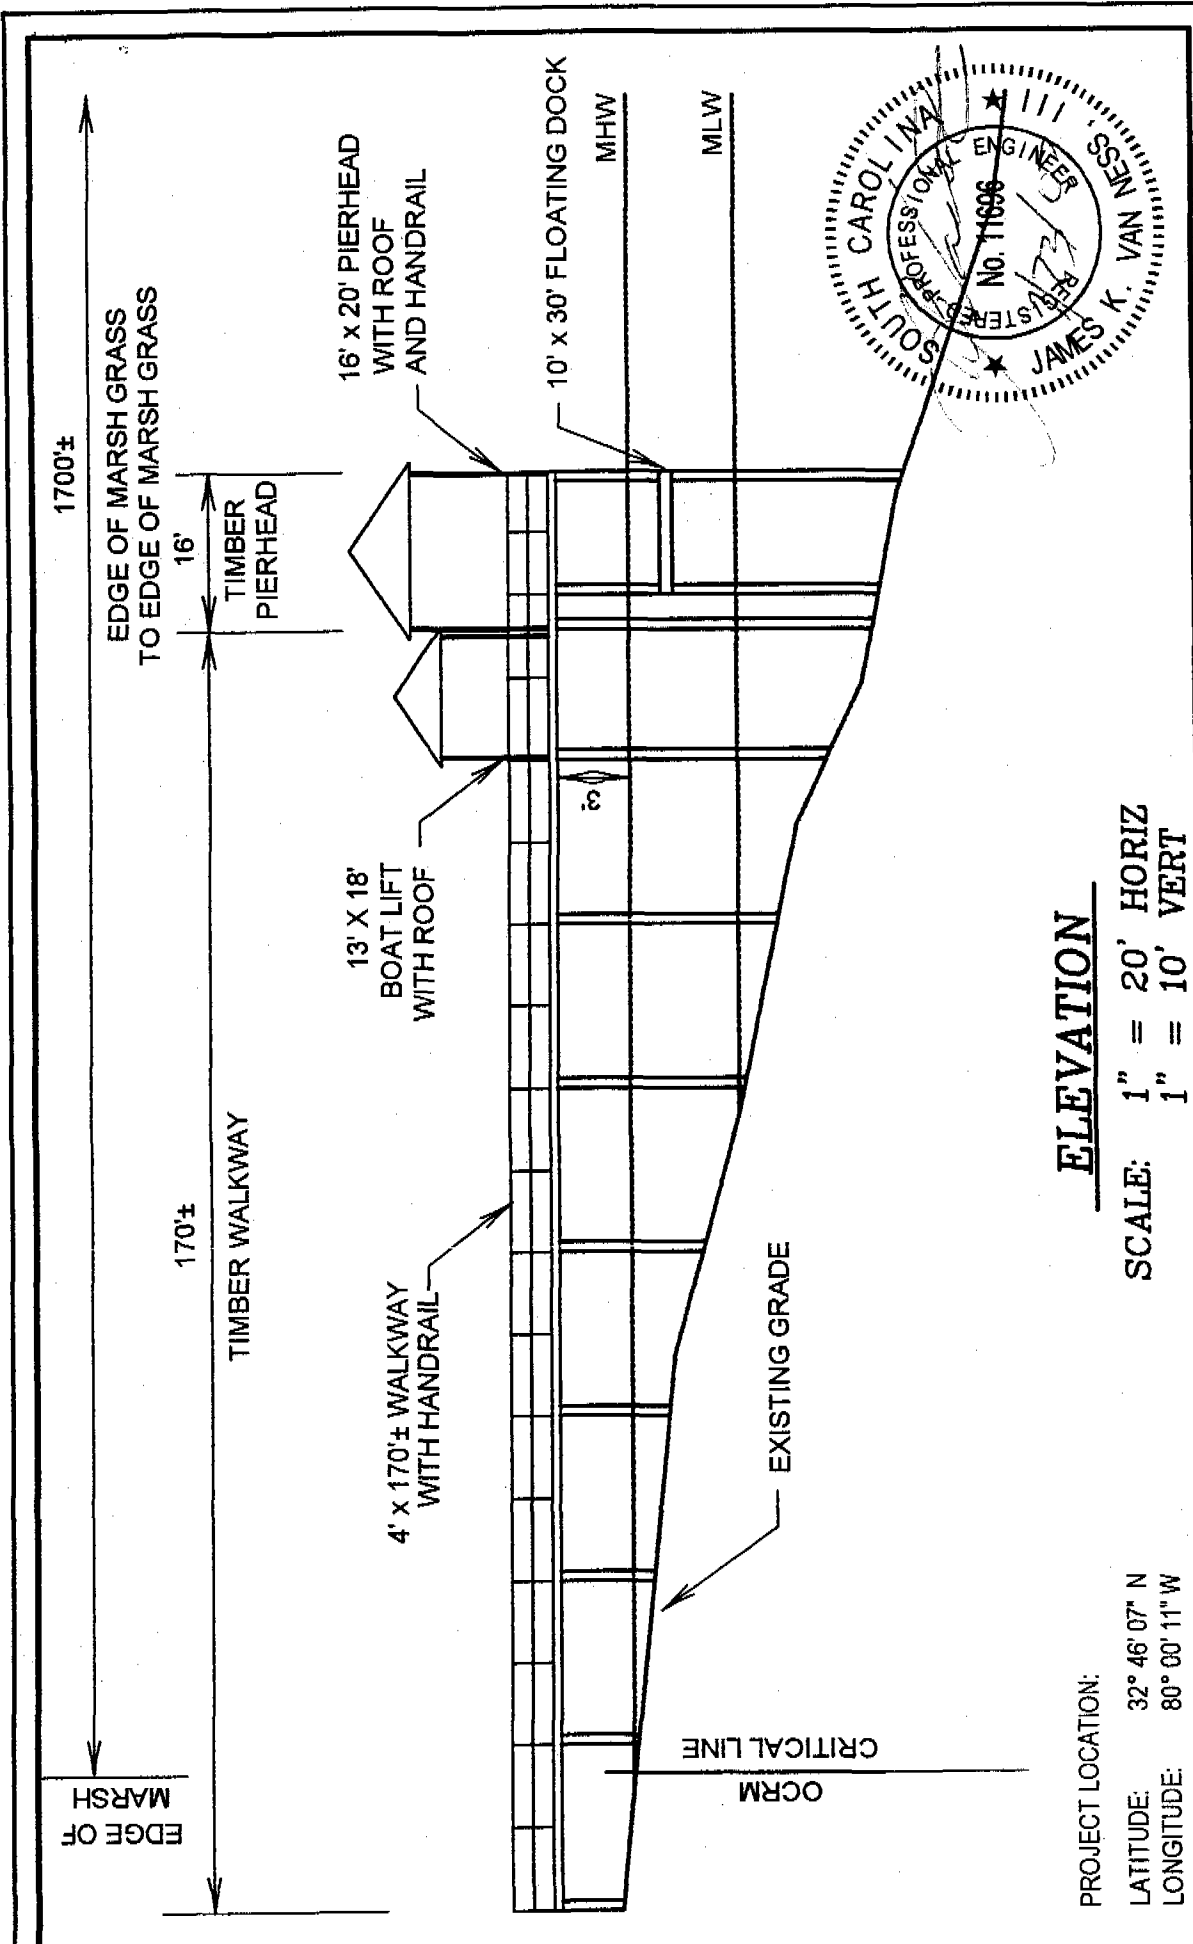 EDGE OF
MARSH
1700'±
EDGE OF MARSH GRASS
TO EDGE OF MARSH GRASS
170'±
TIMBER WALKWAY
16'
TIMBER
PIERHEAD
4' x 170'± WALKWAY
WITH HANDRAIL
13' X 18'
BOAT LIFT
WITH ROOF
16' x 20' PIERHEAD
WITH ROOF
AND HANDRAIL
10' x 30' FLOATING DOCK
MHW
MLW
3'
OCRM
CRITICAL LINE
EXISTING GRADE
SOUTH CAROLINA
REGISTERED PROFESSIONAL ENGINEER
No. 11696
JAMES K. VAN NESS, III
PROJECT LOCATION:
LATITUDE: 32° 46' 07" N
LONGITUDE: 80° 00' 11" W
ELEVATION
SCALE: 1" = 20' HORIZ
1" = 10' VERT